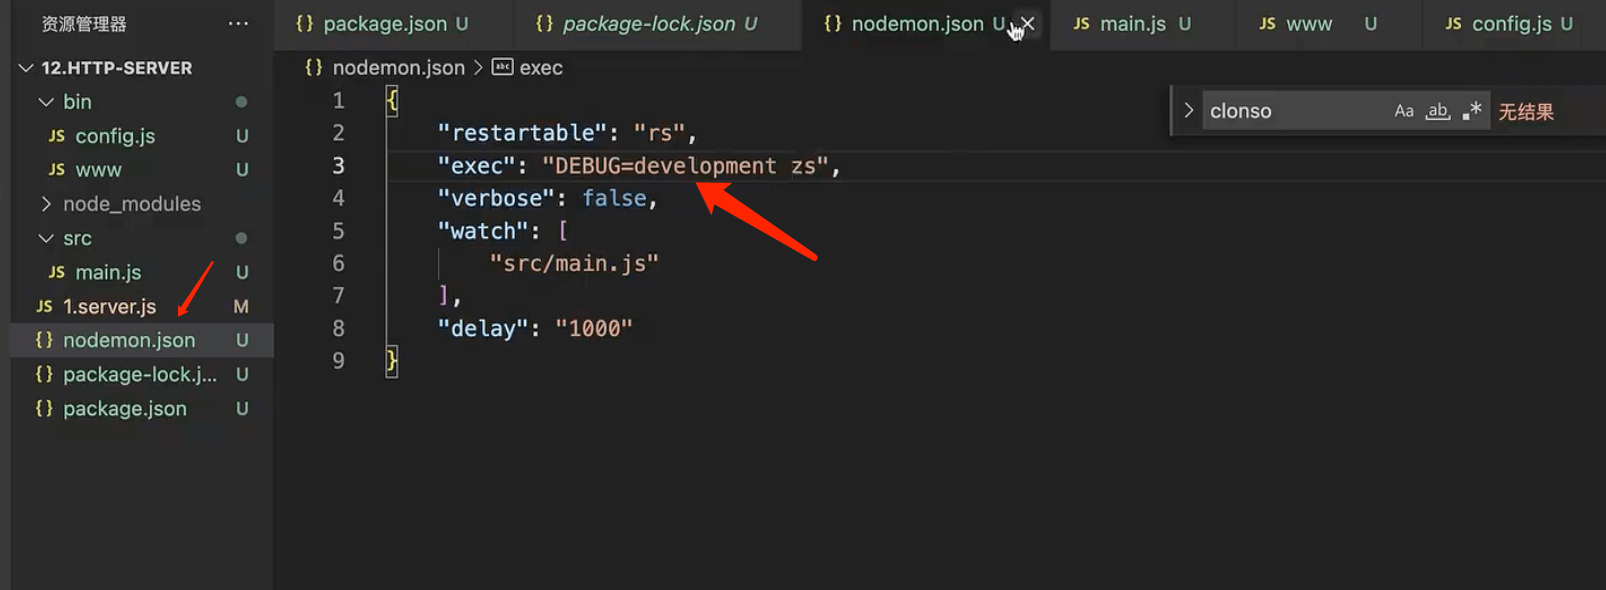 资源管理器 ···
12.HTTP-SERVER
bin
JS config.js U
JS www U
node_modules
src
JS main.js U
JS 1.server.js M
{} nodemon.json U
{} package-lock.j... U
{} package.json U
{} package.json U {} package-lock.json U {} nodemon.json U JS main.js U JS www U JS config.js U
{} nodemon.json > abc exec
clonso Aa ab .* 无结果
1 {
2 "restartable": "rs",
3 "exec": "DEBUG=development zs",
4 "verbose": false,
5 "watch": [
6 "src/main.js"
7 ],
8 "delay": "1000"
9 }